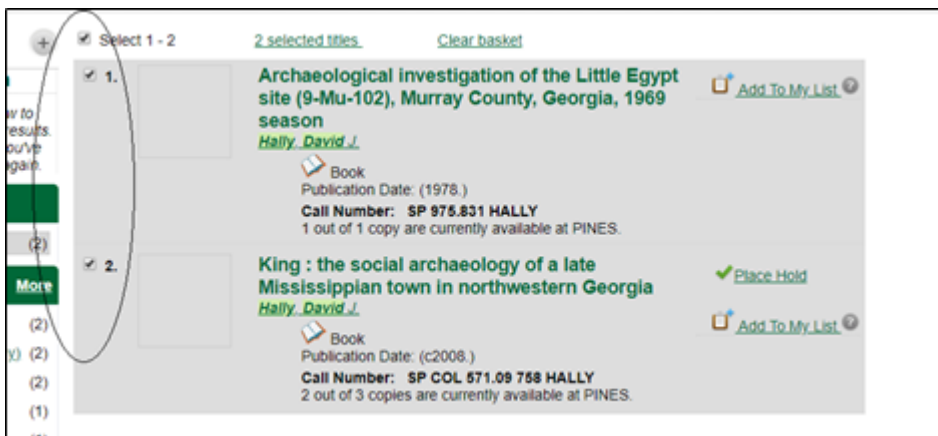 Select 1 - 2 2 selected titles Clear basket
1. Archaeological investigation of the Little Egypt
site (9-Mu-102), Murray County, Georgia, 1969
season
Add To My List
Hally, David J.
Book
Publication Date: (1978.)
Call Number: SP 975.831 HALLY
1 out of 1 copy are currently available at PINES.
2. King : the social archaeology of a late
Mississippian town in northwestern Georgia
Place Hold
Hally, David J.
Add To My List
Book
Publication Date: (c2008.)
Call Number: SP COL 571.09 758 HALLY
2 out of 3 copies are currently available at PINES.
to
results.
you've
again.
(2)
More
(2)
(2)
(2)
(1)